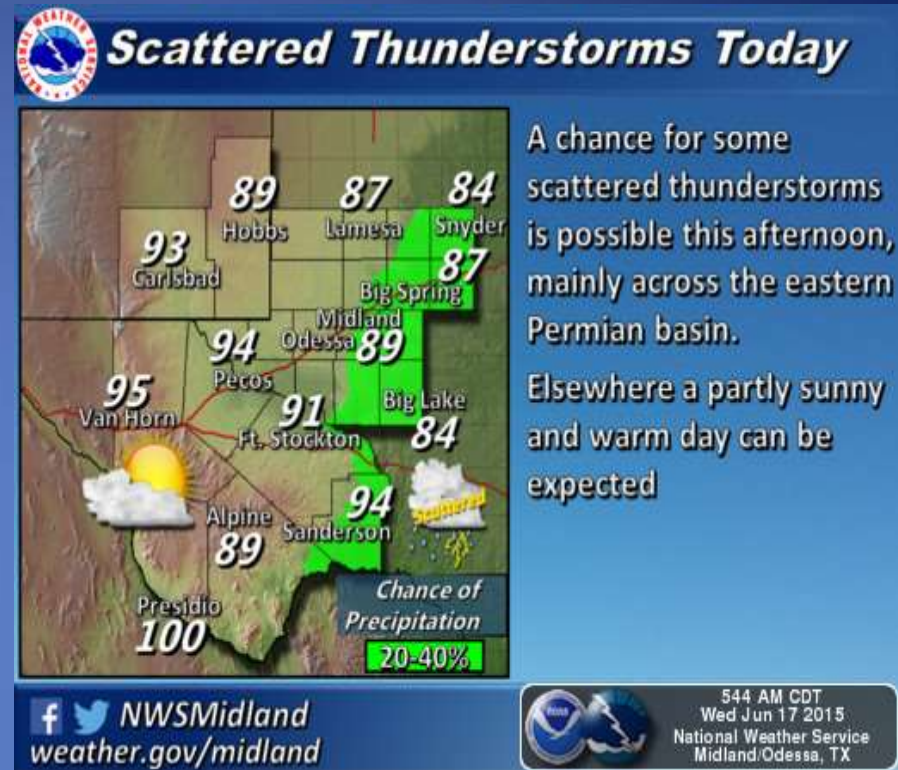 NATIONAL WEATHER SERVICE
Scattered Thunderstorms Today
89
Hobbs
87
Lamesa
84
Snyder
93
Carlsbad
87
Big Spring
Midland
Odessa
89
94
Pecos
95
Van Horn
91
Ft. Stockton
Big Lake
84
Alpine
89
94
Sanderson
Scattered
Presidio
100
Chance of
Precipitation
20-40%
A chance for some
scattered thunderstorms
is possible this afternoon,
mainly across the eastern
Permian basin.
Elsewhere a partly sunny
and warm day can be
expected
NWSMidland
weather.gov/midland
noaa
544 AM CDT
Wed Jun 17 2015
National Weather Service
Midland/Odessa, TX